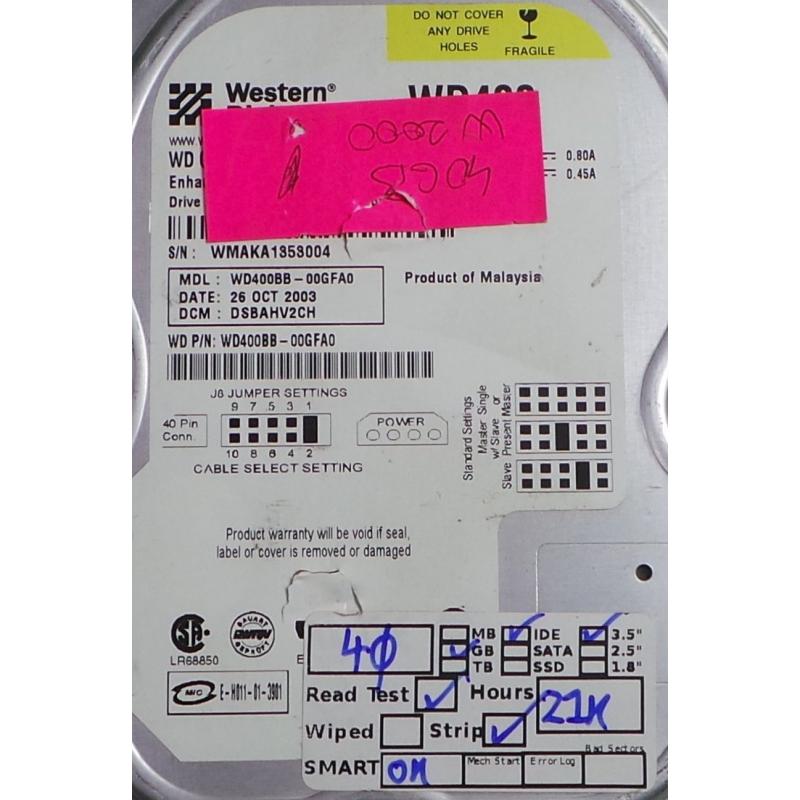 DO NOT COVER
ANY DRIVE
HOLES
FRAGILE
Western®
WD400
www.w
WD
Enha
Drive
0.80A
0.45A
S/N: WMAKA1353004
MDL: WD400BB-00GFA0
DATE: 26 OCT 2003
DCM: DSBAHV2CH
Product of Malaysia
WD P/N: WD400BB-00GFA0
J8 JUMPER SETTINGS
9 7 5 3 1
40 Pin
Conn.
10 8 6 4 2
CABLE SELECT SETTING
POWER
Standard Settings
Master Single
or
w/ Slave Master
Slave Present
Product warranty will be void if seal,
label or cover is removed or damaged
LR68850
MIC E-H011-01-3901
40
MB IDE 3.5"
GB SATA 2.5"
TB SSD 1.8"
Read Test Hours 21K
Wiped Strip
Bad Sectors
SMART OK Mech Start Error Log